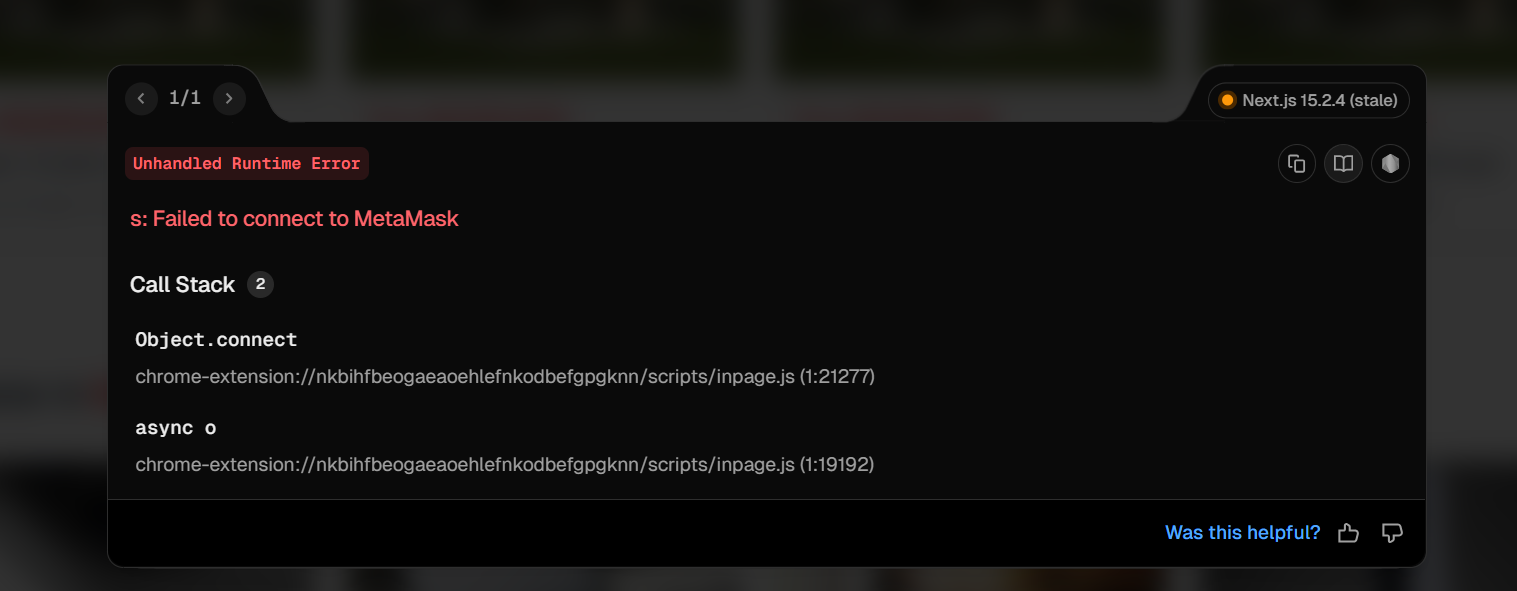 1/1
Next.js 15.2.4 (stale)
Unhandled Runtime Error
s: Failed to connect to MetaMask
Call Stack 2
Object.connect
chrome-extension://nkbihfbeogaeaoehlefnkodbefgpgknn/scripts/inpage.js (1:21277)
async o
chrome-extension://nkbihfbeogaeaoehlefnkodbefgpgknn/scripts/inpage.js (1:19192)
Was this helpful?